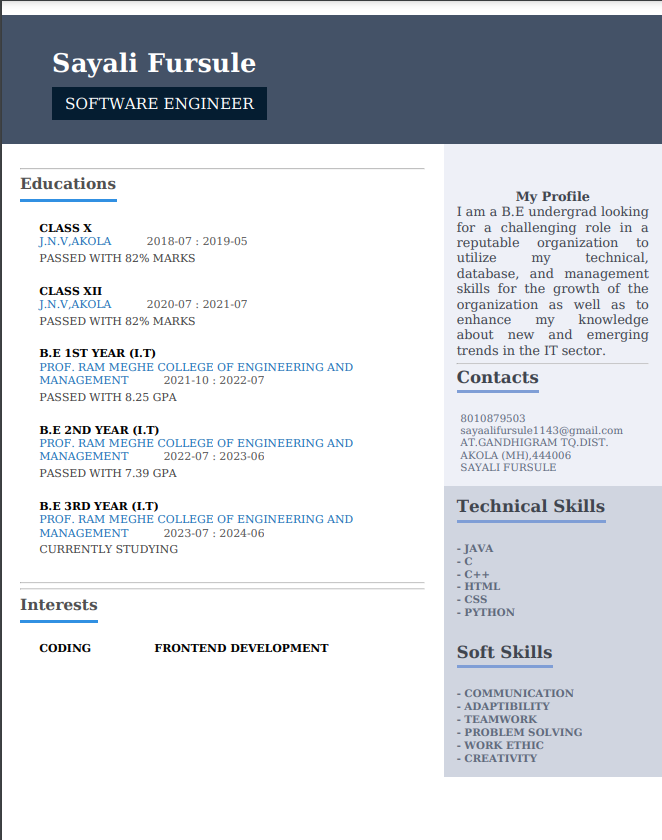 Sayali Fursule
SOFTWARE ENGINEER
Educations
CLASS X
J.N.V,AKOLA 2018-07 : 2019-05
PASSED WITH 82% MARKS
CLASS XII
J.N.V,AKOLA 2020-07 : 2021-07
PASSED WITH 82% MARKS
B.E 1ST YEAR (I.T)
PROF. RAM MEGHE COLLEGE OF ENGINEERING AND
MANAGEMENT 2021-10 : 2022-07
PASSED WITH 8.25 GPA
B.E 2ND YEAR (I.T)
PROF. RAM MEGHE COLLEGE OF ENGINEERING AND
MANAGEMENT 2022-07 : 2023-06
PASSED WITH 7.39 GPA
B.E 3RD YEAR (I.T)
PROF. RAM MEGHE COLLEGE OF ENGINEERING AND
MANAGEMENT 2023-07 : 2024-06
CURRENTLY STUDYING
Interests
CODING FRONTEND DEVELOPMENT
My Profile
I am a B.E undergrad looking
for a challenging role in a
reputable organization to
utilize my technical,
database, and management
skills for the growth of the
organization as well as to
enhance my knowledge
about new and emerging
trends in the IT sector.
Contacts
8010879503
sayaalifursule1143@gmail.com
AT.GANDHIGRAM TQ.DIST.
AKOLA (MH),444006
SAYALI FURSULE
Technical Skills
- JAVA
- C
- C++
- HTML
- CSS
- PYTHON
Soft Skills
- COMMUNICATION
- ADAPTIBILITY
- TEAMWORK
- PROBLEM SOLVING
- WORK ETHIC
- CREATIVITY